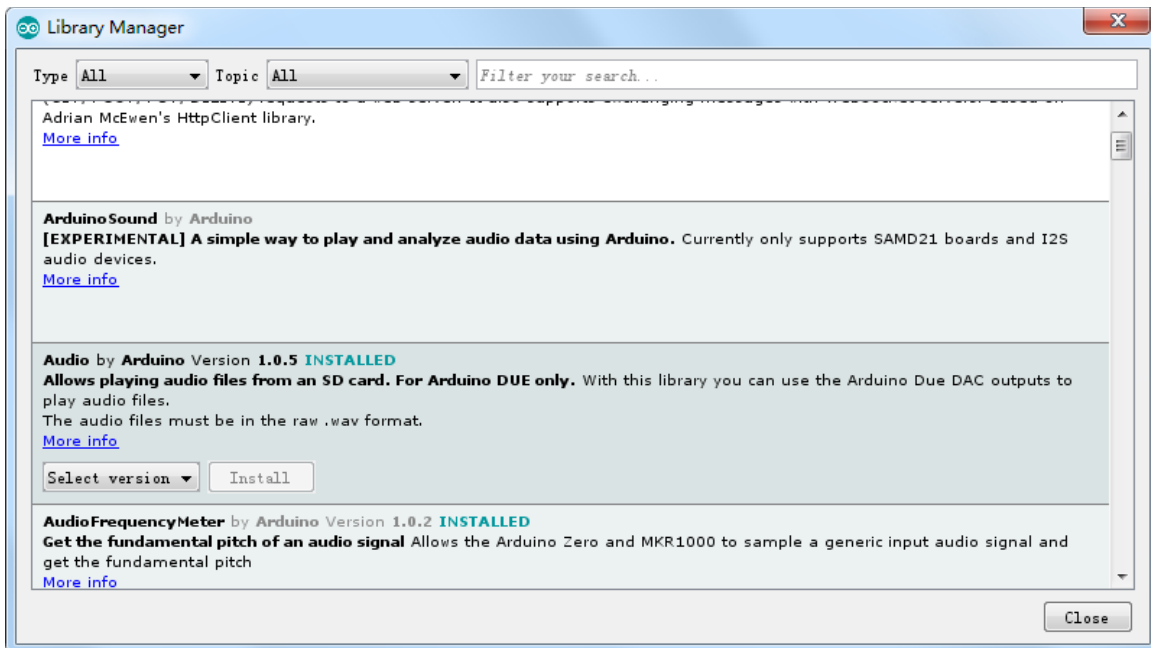 Library Manager
Type All Topic All Filter your search...
Adrian McEwen's HttpClient library.
More info
ArduinoSound by Arduino
[EXPERIMENTAL] A simple way to play and analyze audio data using Arduino. Currently only supports SAMD21 boards and I2S
audio devices.
More info
Audio by Arduino Version 1.0.5 INSTALLED
Allows playing audio files from an SD card. For Arduino DUE only. With this library you can use the Arduino Due DAC outputs to
play audio files.
The audio files must be in the raw .wav format.
More info
Select version Install
AudioFrequencyMeter by Arduino Version 1.0.2 INSTALLED
Get the fundamental pitch of an audio signal Allows the Arduino Zero and MKR1000 to sample a generic input audio signal and
get the fundamental pitch
More info
Close